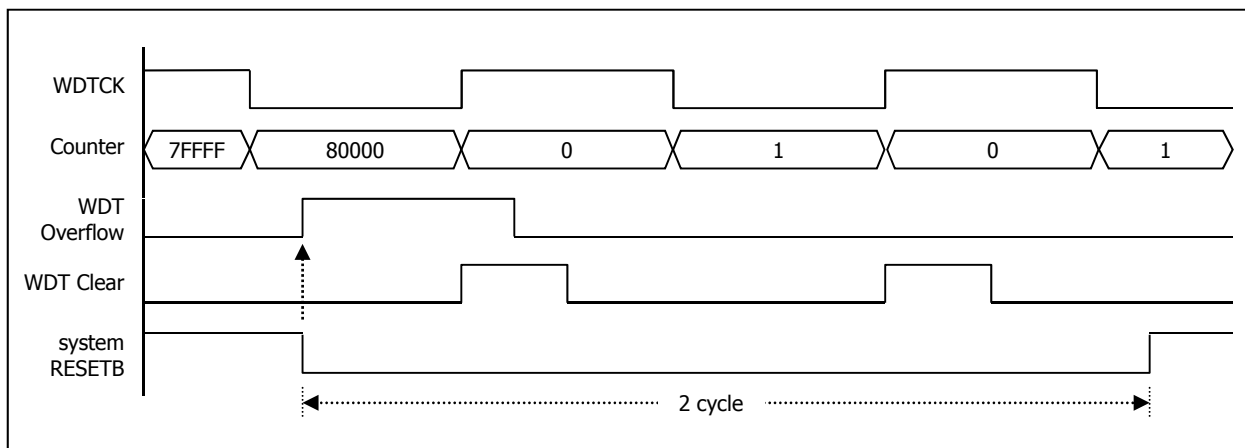 WDTCK
Counter
7FFFF 80000 0 1 0 1
WDT
Overflow
WDT Clear
system
RESETB
2 cycle